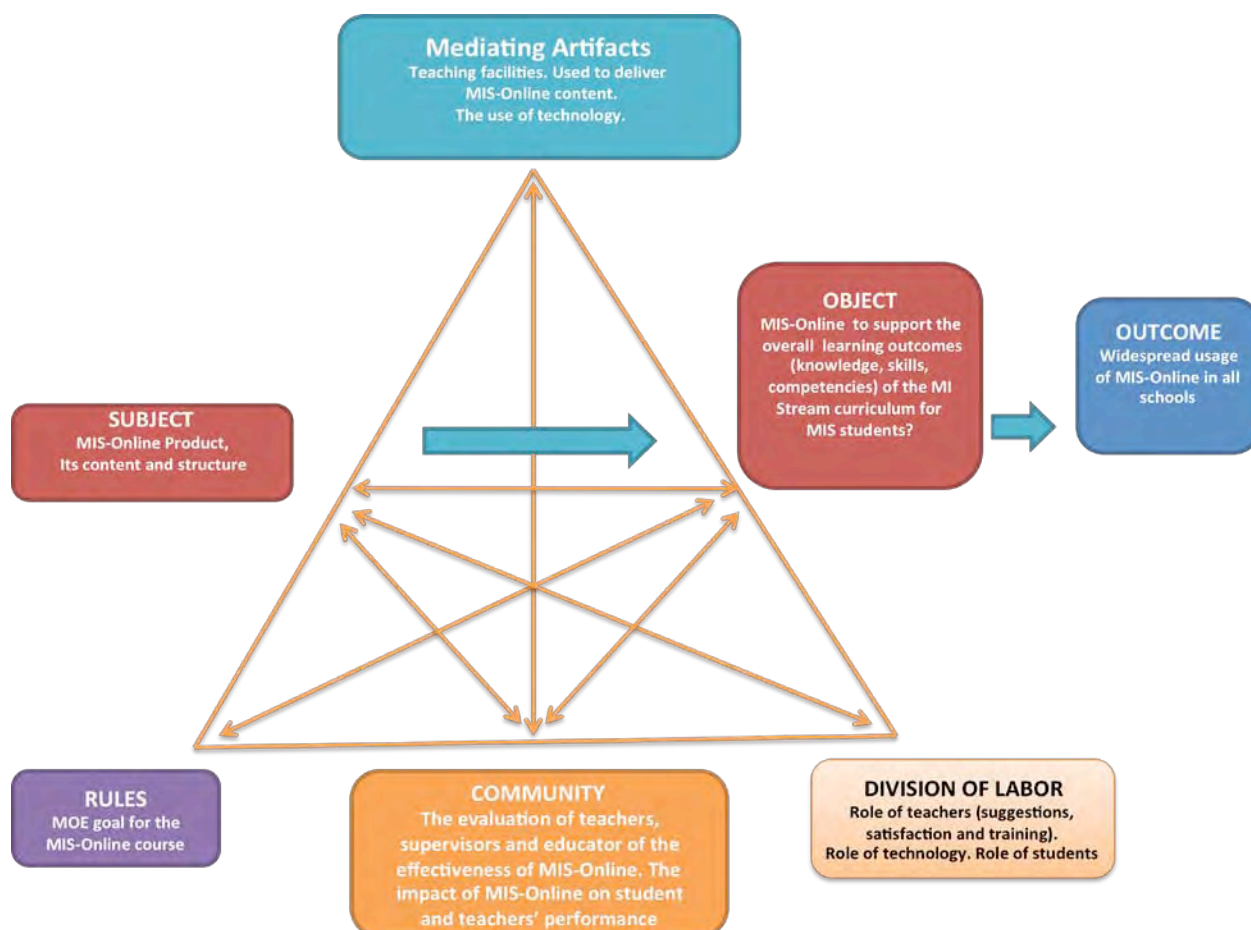 Mediating Artifacts
Teaching facilities. Used to deliver
MIS-Online content.
The use of technology.
OBJECT
MIS-Online to support the
overall learning outcomes
(knowledge, skills,
competencies) of the MI
Stream curriculum for
MIS students?
OUTCOME
Widespread usage
of MIS-Online in all
schools
SUBJECT
MIS-Online Product,
Its content and structure
RULES
MOE goal for the
MIS-Online course
COMMUNITY
The evaluation of teachers,
supervisors and educator of the
effectiveness of MIS-Online. The
impact of MIS-Online on student
and teachers' performance
DIVISION OF LABOR
Role of teachers (suggestions,
satisfaction and training).
Role of technology. Role of students